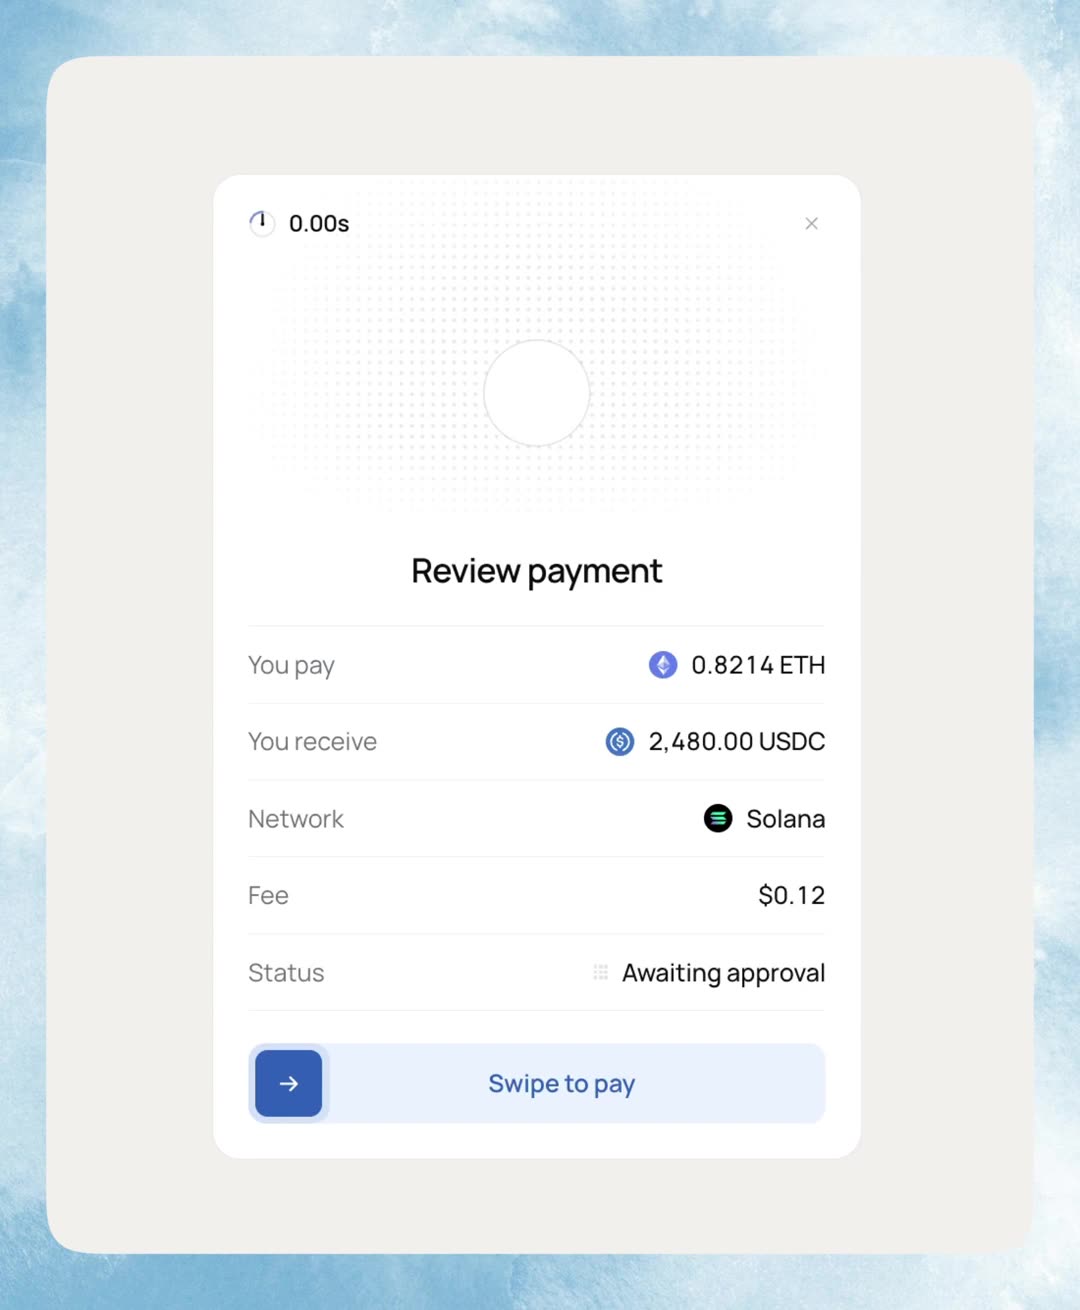 0.00s
Review payment
You pay 0.8214 ETH
You receive 2,480.00 USDC
Network Solana
Fee $0.12
Status Awaiting approval
Swipe to pay